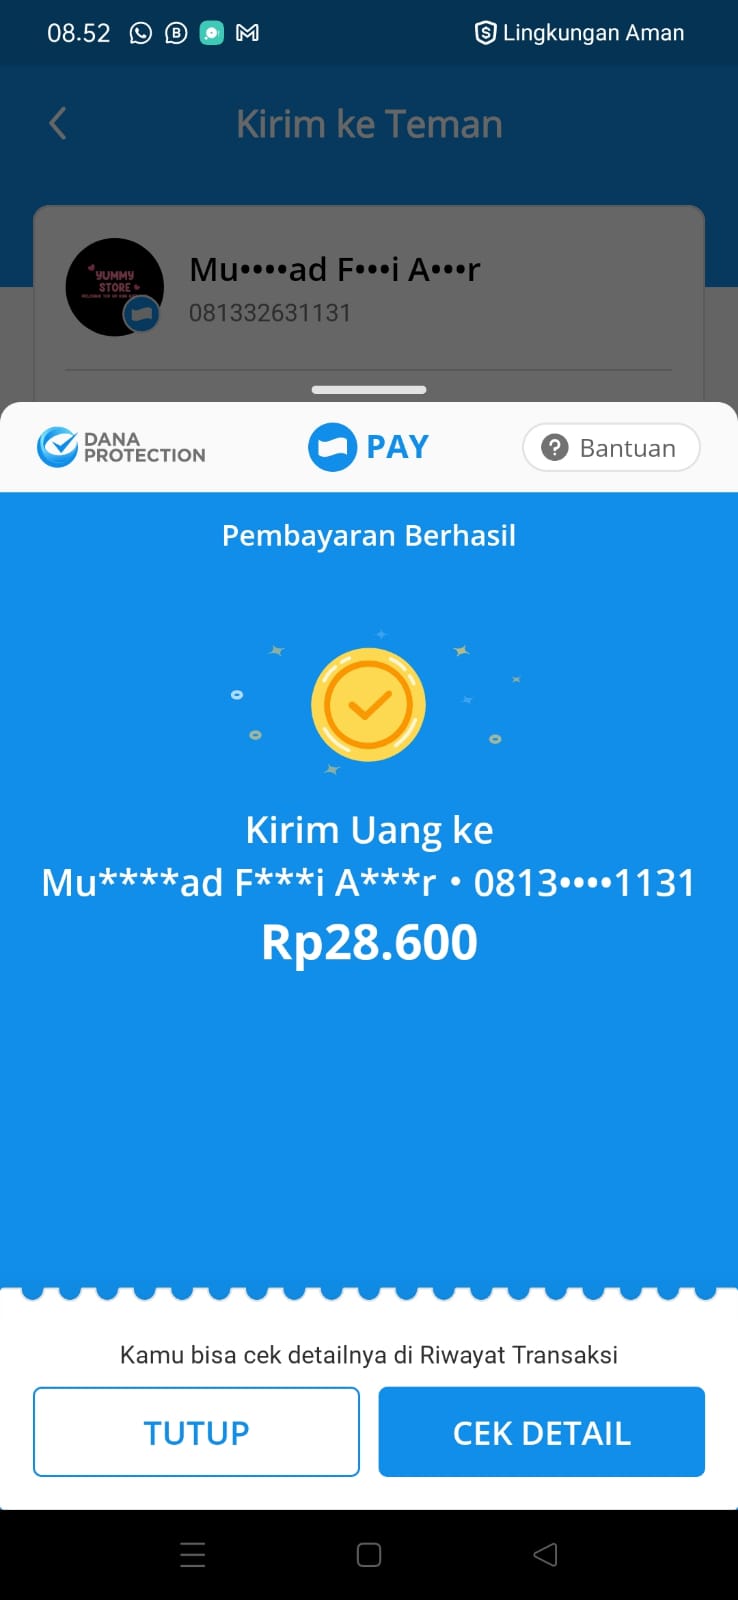 08.52
Lingkungan Aman
Kirim ke Teman
YUMMY
STORE
Mu••••ad F•••i A•••r
081332631131
DANA
PROTECTION
PAY
? Bantuan
Pembayaran Berhasil
Kirim Uang ke
Mu****ad F***i A***r • 0813••••1131
Rp28.600
Kamu bisa cek detailnya di Riwayat Transaksi
TUTUP
CEK DETAIL